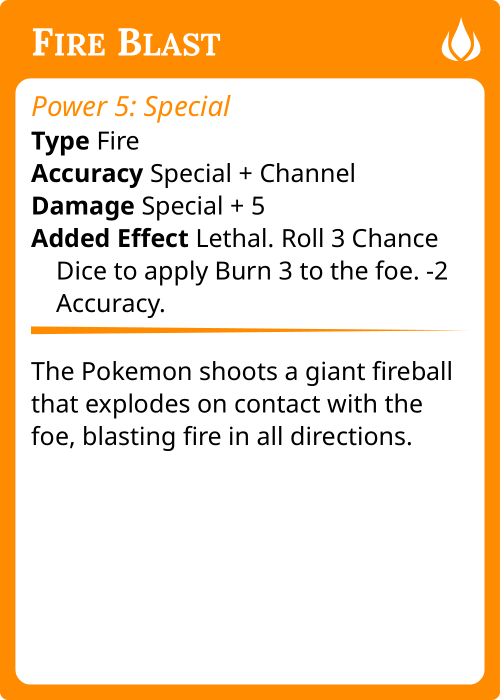 Fire Blast
Power 5: Special
Type Fire
Accuracy Special + Channel
Damage Special + 5
Added Effect Lethal. Roll 3 Chance
Dice to apply Burn 3 to the foe. -2
Accuracy.
The Pokemon shoots a giant fireball
that explodes on contact with the
foe, blasting fire in all directions.